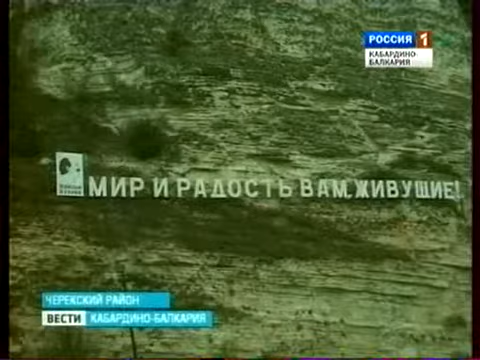 РОССИЯ 1
КАБАРДИНО
БАЛКАРИЯ
МИР И РАДОСТЬ ВАМ, ЖИВУЩИЕ!
ЧЕРЕКСКИЙ РАЙОН
ВЕСТИ КАБАРДИНО-БАЛКАРИЯ